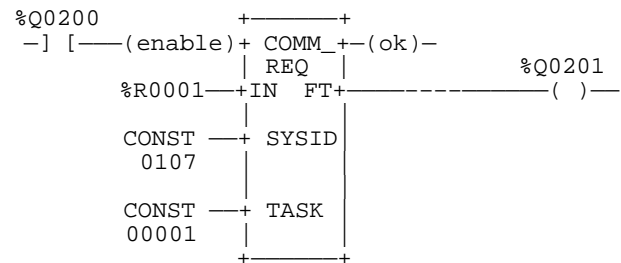 %Q0200
(enable) COMM_ (ok)
REQ %Q0201
%R0001 IN FT ( )
CONST SYSID
0107
CONST TASK
00001